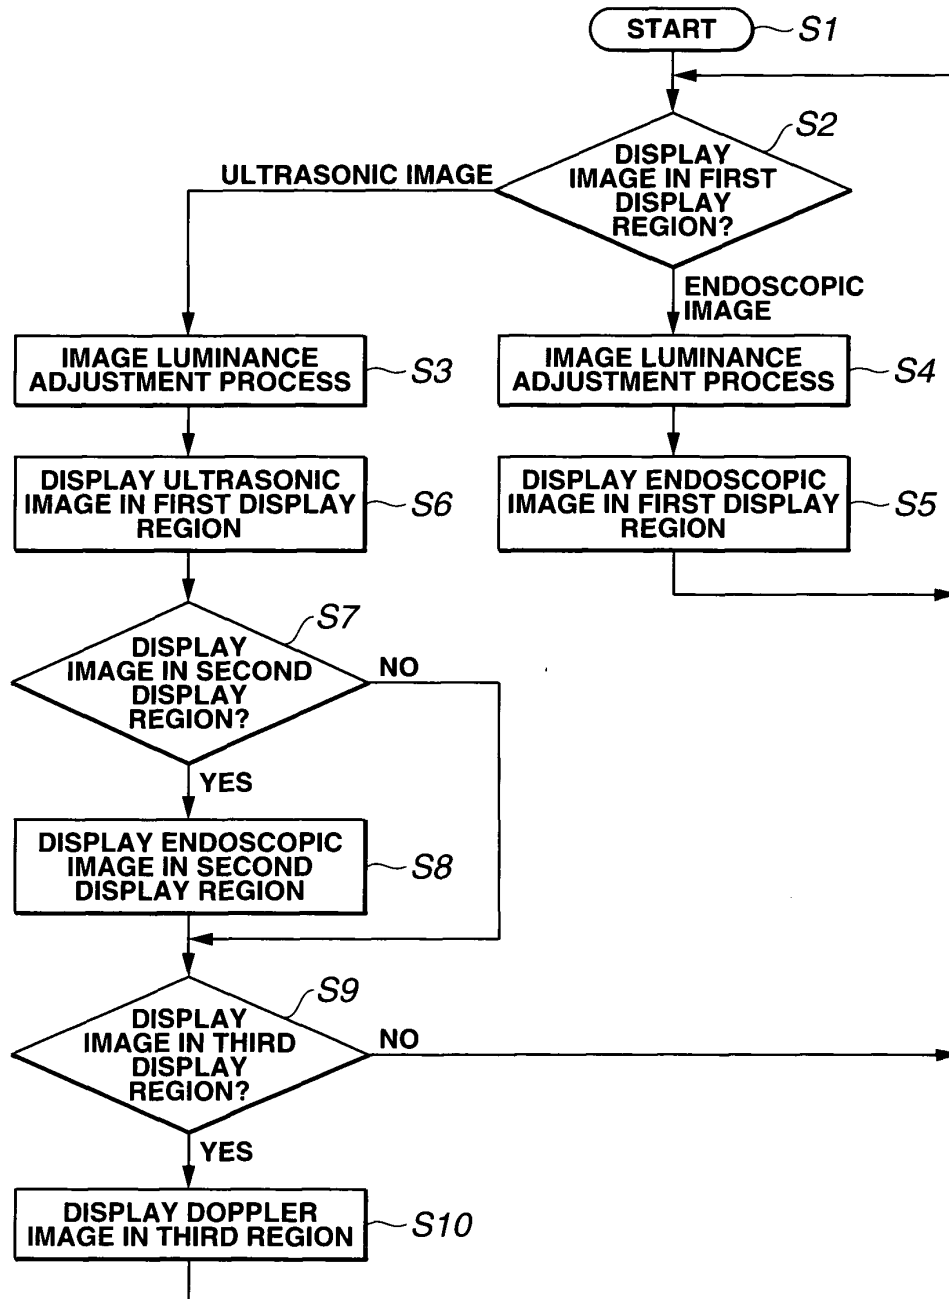 START
S1
S2
DISPLAY
IMAGE IN FIRST
DISPLAY
REGION?
ULTRASONIC IMAGE
ENDOSCOPIC
IMAGE
IMAGE LUMINANCE
ADJUSTMENT PROCESS
S3
IMAGE LUMINANCE
ADJUSTMENT PROCESS
S4
DISPLAY ULTRASONIC
IMAGE IN FIRST DISPLAY
REGION
S6
DISPLAY ENDOSCOPIC
IMAGE IN FIRST DISPLAY
REGION
S5
S7
DISPLAY
IMAGE IN SECOND
DISPLAY
REGION?
NO
YES
DISPLAY ENDOSCOPIC
IMAGE IN SECOND
DISPLAY REGION
S8
S9
DISPLAY
IMAGE IN THIRD
DISPLAY
REGION?
NO
YES
DISPLAY DOPPLER
IMAGE IN THIRD REGION
S10